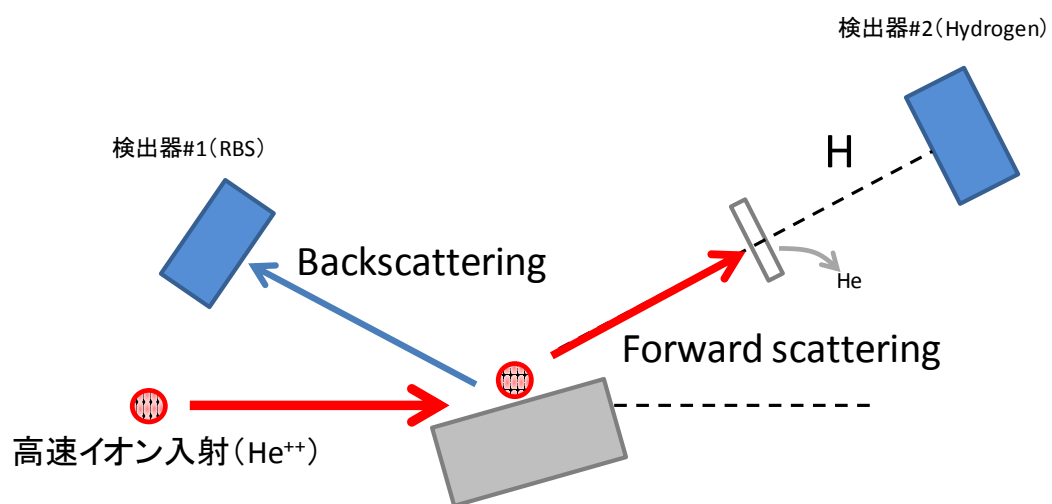 検出器#2(Hydrogen)
検出器#1(RBS)
H
Backscattering
He
Forward scattering
高速イオン入射(He⁺⁺)